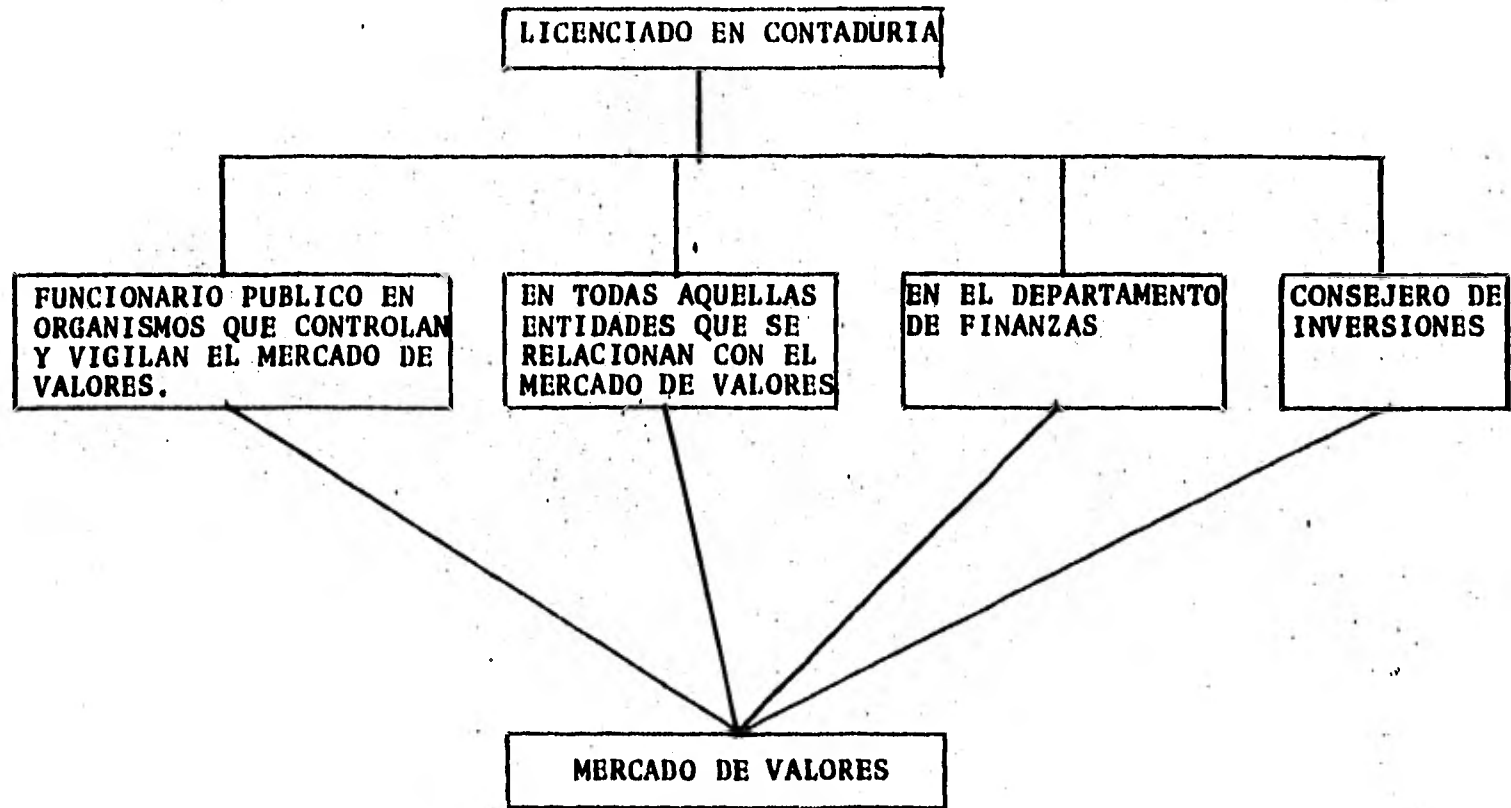 LICENCIADO EN CONTADURIA
FUNCIONARIO PUBLICO EN
ORGANISMOS QUE CONTROLAN
Y VIGILAN EL MERCADO DE
VALORES.
EN TODAS AQUELLAS
ENTIDADES QUE SE
RELACIONAN CON EL
MERCADO DE VALORES
EN EL DEPARTAMENTO
DE FINANZAS
CONSEJERO DE
INVERSIONES
MERCADO DE VALORES